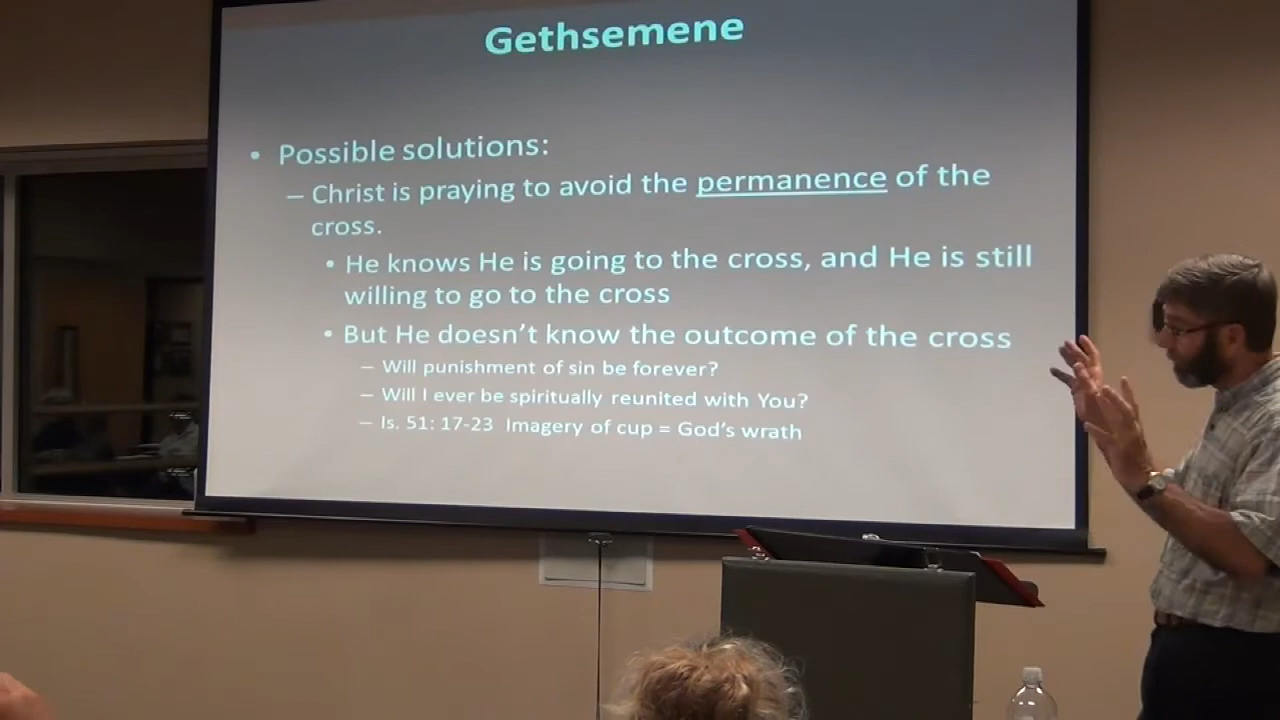 Gethsemene
• Possible solutions:
– Christ is praying to avoid the permanence of the
cross.
• He knows He is going to the cross, and He is still
willing to go to the cross
• But He doesn’t know the outcome of the cross
– Will punishment of sin be forever?
– Will I ever be spiritually reunited with You?
– Is. 51: 17-23  Imagery of cup = God’s wrath